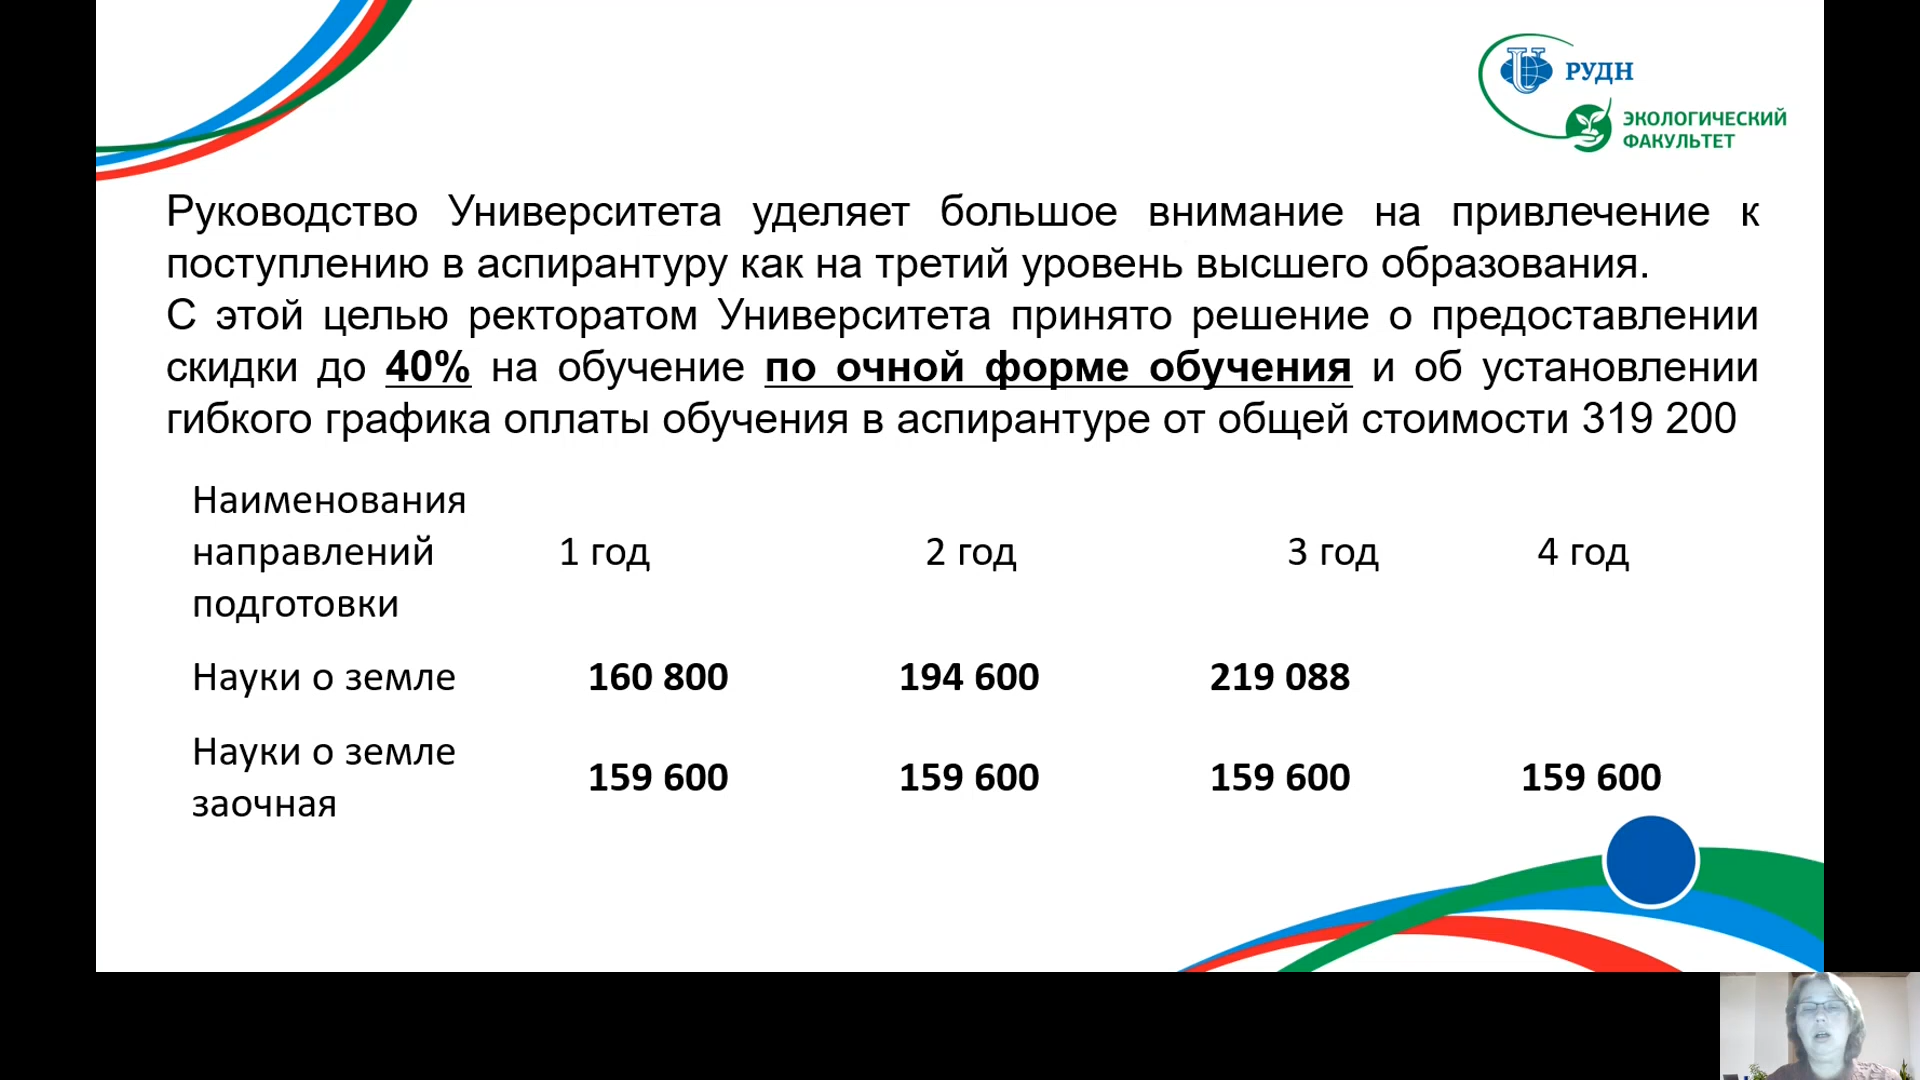 РУДН
ЭКОЛОГИЧЕСКИЙ
ФАКУЛЬТЕТ
Руководство Университета уделяет большое внимание на привлечение к
поступлению в аспирантуру как на третий уровень высшего образования.
С этой целью ректоратом Университета принято решение о предоставлении
скидки до 40% на обучение по очной форме обучения и об установлении
гибкого графика оплаты обучения в аспирантуре от общей стоимости 319 200
Наименования
направлений
подготовки
1 год 2 год 3 год 4 год
Науки о земле 160 800 194 600 219 088
Науки о земле
заочная
159 600 159 600 159 600 159 600